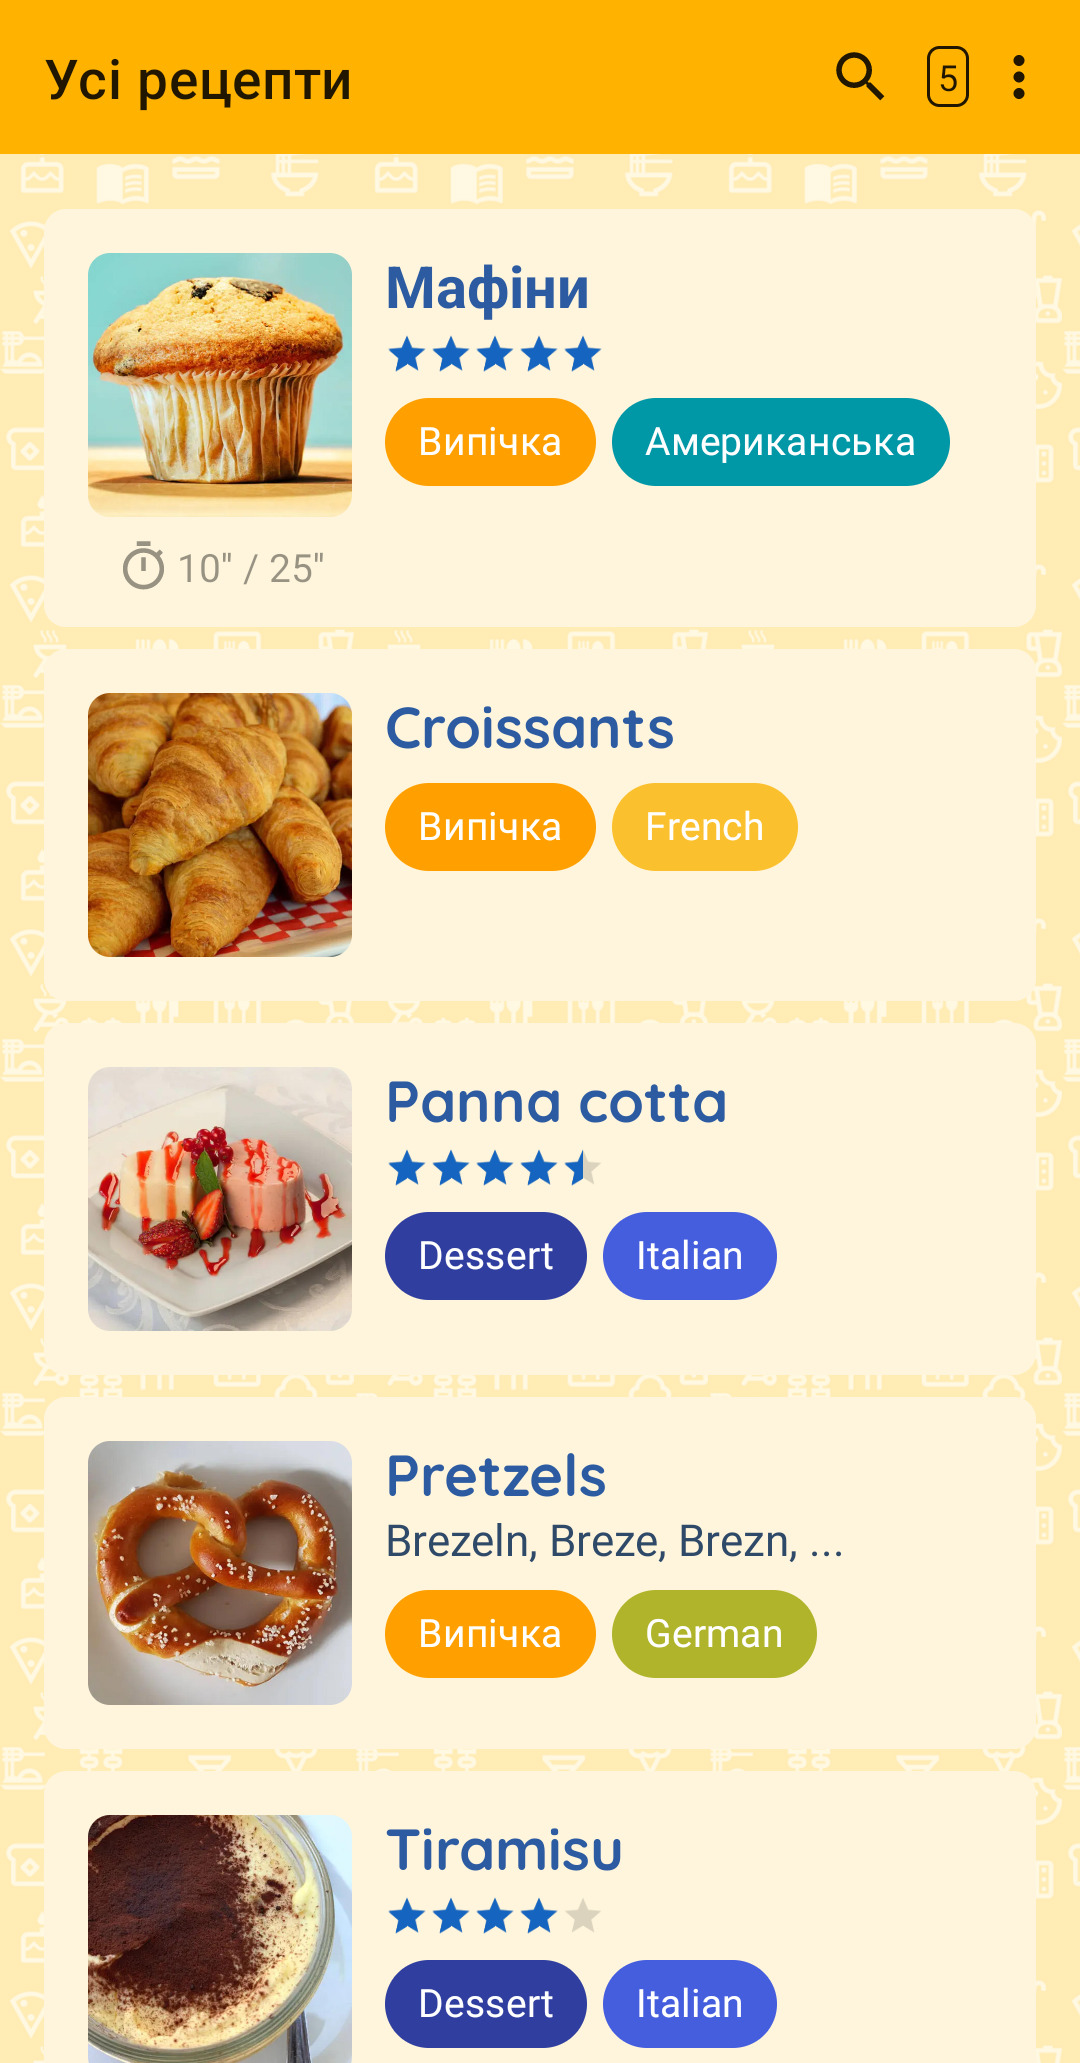 Усі рецепти
5
Мафіни
Випічка
Американська
10" / 25"
Croissants
Випічка
French
Panna cotta
Dessert
Italian
Pretzels
Brezeln, Breze, Brezn, ...
Випічка
German
Tiramisu
Dessert
Italian